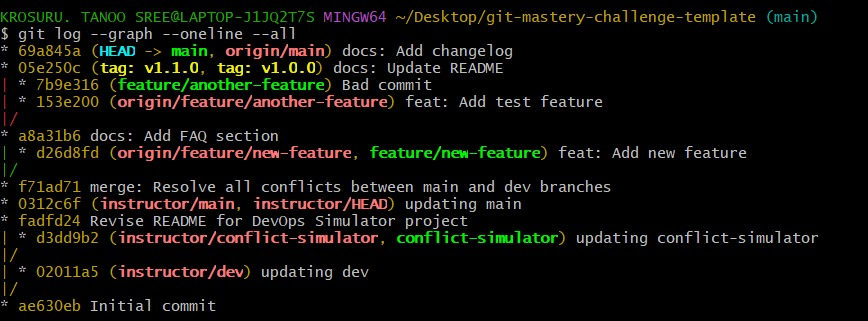 KROSURU. TANOO SREE@LAPTOP-J1JQ2T7S MINGW64 ~/Desktop/git-mastery-challenge-template (main)
$ git log --graph --oneline --all
* 69a845a (HEAD -> main, origin/main) docs: Add changelog
* 05e250c (tag: v1.1.0, tag: v1.0.0) docs: Update README
| * 7b9e316 (feature/another-feature) Bad commit
| * 153e200 (origin/feature/another-feature) feat: Add test feature
|/
* a8a31b6 docs: Add FAQ section
| * d26d8fd (origin/feature/new-feature, feature/new-feature) feat: Add new feature
|/
* f71ad71 merge: Resolve all conflicts between main and dev branches
* 0312c6f (instructor/main, instructor/HEAD) updating main
* fadfd24 Revise README for DevOps Simulator project
| * d3dd9b2 (instructor/conflict-simulator, conflict-simulator) updating conflict-simulator
|/
| * 02011a5 (instructor/dev) updating dev
|/
* ae630eb Initial commit